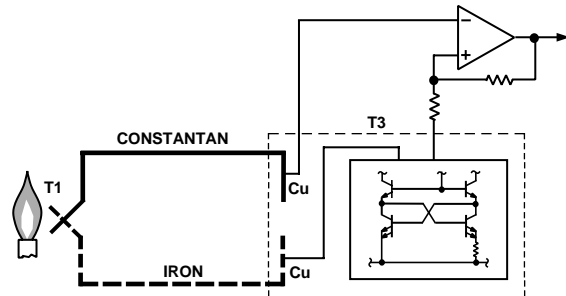 −
+
T3
CONSTANTAN
T1
Cu
IRON
Cu